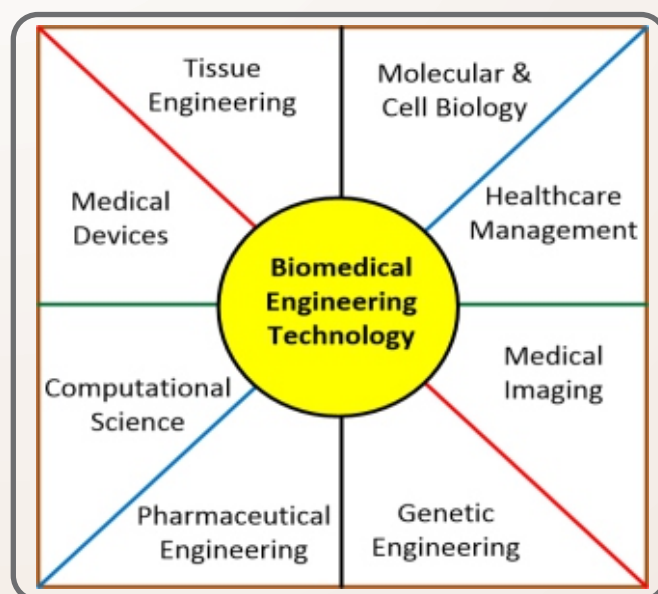 Tissue
Engineering
Molecular &
Cell Biology
Medical
Devices
Healthcare
Management
Biomedical
Engineering
Technology
Computational
Science
Medical
Imaging
Pharmaceutical
Engineering
Genetic
Engineering